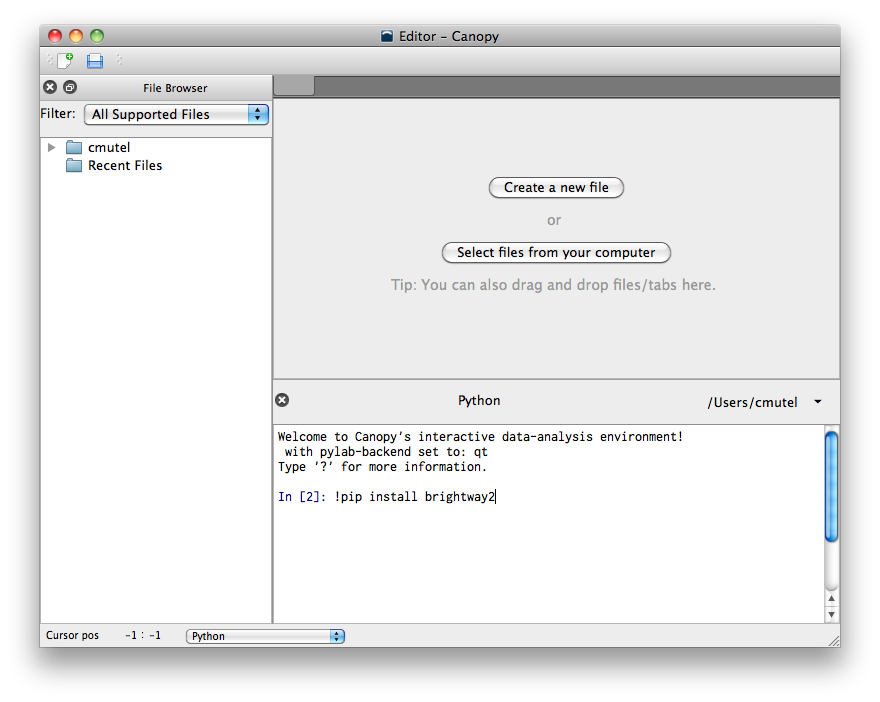 Editor – Canopy
File Browser
Filter: All Supported Files
cmutel
Recent Files
Create a new file
or
Select files from your computer
Tip: You can also drag and drop files/tabs here.
Python /Users/cmutel
Welcome to Canopy's interactive data-analysis environment!
with pylab-backend set to: qt
Type '?' for more information.
In [2]: !pip install brightway2
Cursor pos -1 : -1 Python